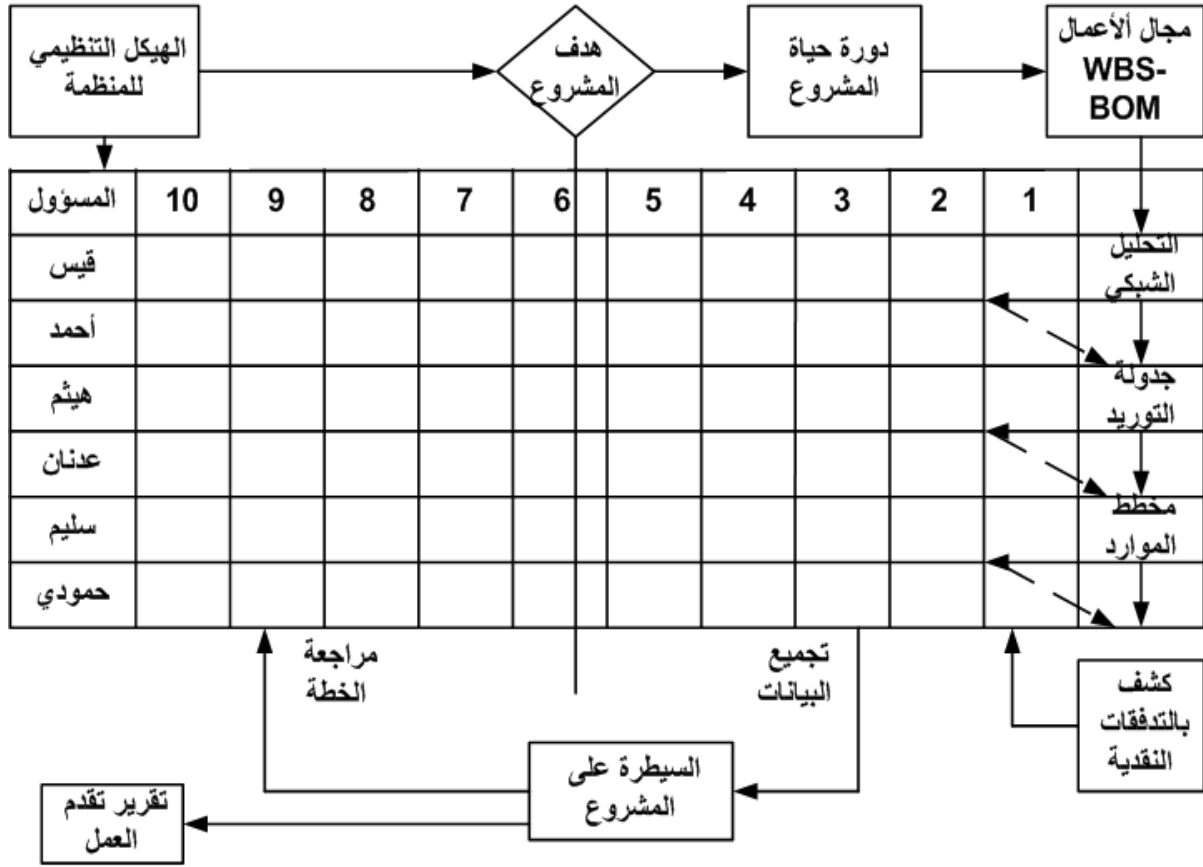 مجال ألأعمال
WBS-
BOM
دورة حياة
المشروع
هدف
المشروع
الهيكل التنظيمي
للمنظمة
1 2 3 4 5 6 7 8 9 10 المسؤول
التحليل
الشبكي
قيس
أحمد
جدولة
التوريد
هيثم
عدنان
مخطط
الموارد
سليم
حمودي
كشف
بالتدفقات
النقدية
تجميع
البيانات
مراجعة
الخطة
السيطرة على
المشروع
تقرير تقدم
العمل